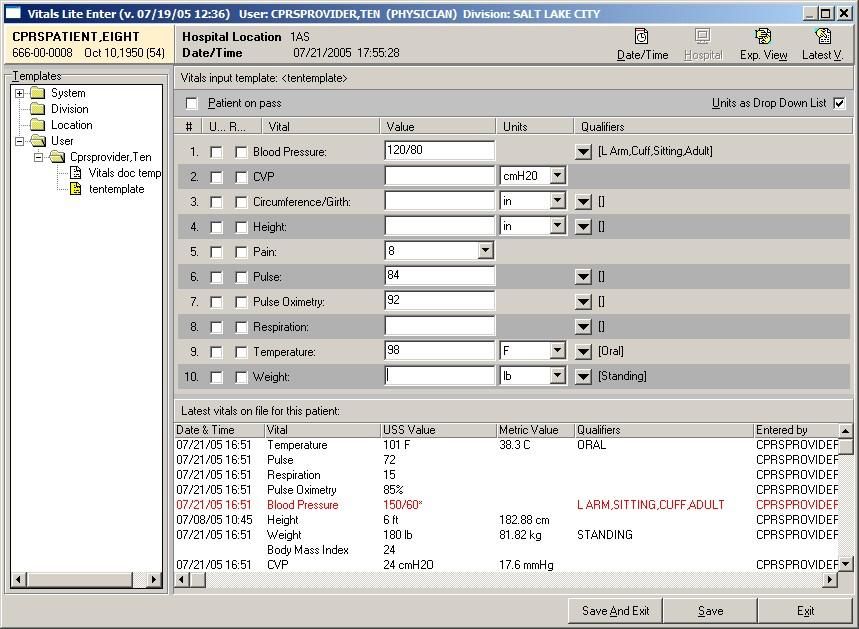 Vitals Lite Enter (v. 07/19/05 12:36) User: CPRSPROVIDER,TEN (PHYSICIAN) Division: SALT LAKE CITY
CPRSPATIENT,EIGHT
666-00-0008 Oct 10,1950 (54)
Hospital Location 1AS
Date/Time 07/21/2005 17:55:28
Date/Time Hospital Exp. View Latest V.
Templates
System
Division
Location
User
Cprsprovider,Ten
Vitals doc temp
tentemplate
Vitals input template: <tentemplate>
Patient on pass Units as Drop Down List
# U... R... Vital Value Units Qualifiers
1. Blood Pressure: 120/80 [L Arm,Cuff,Sitting,Adult]
2. CVP cmH20
3. Circumference/Girth: in []
4. Height: in []
5. Pain: 8
6. Pulse: 84 []
7. Pulse Oximetry: 92 []
8. Respiration: []
9. Temperature: 98 F [Oral]
10. Weight: lb [Standing]
Latest vitals on file for this patient:
Date & Time Vital USS Value Metric Value Qualifiers Entered by
07/21/05 16:51 Temperature 101 F 38.3 C ORAL CPRSPROVIDER
07/21/05 16:51 Pulse 72 CPRSPROVIDER
07/21/05 16:51 Respiration 15 CPRSPROVIDER
07/21/05 16:51 Pulse Oximetry 85% CPRSPROVIDER
07/21/05 16:51 Blood Pressure 150/60* L ARM,SITTING,CUFF,ADULT CPRSPROVIDER
07/08/05 10:45 Height 6 ft 182.88 cm CPRSPROVIDER
07/21/05 16:51 Weight 180 lb 81.82 kg STANDING CPRSPROVIDER
Body Mass Index 24
07/21/05 16:51 CVP 24 cmH2O 17.6 mmHg CPRSPROVIDER
Save And Exit Save Exit